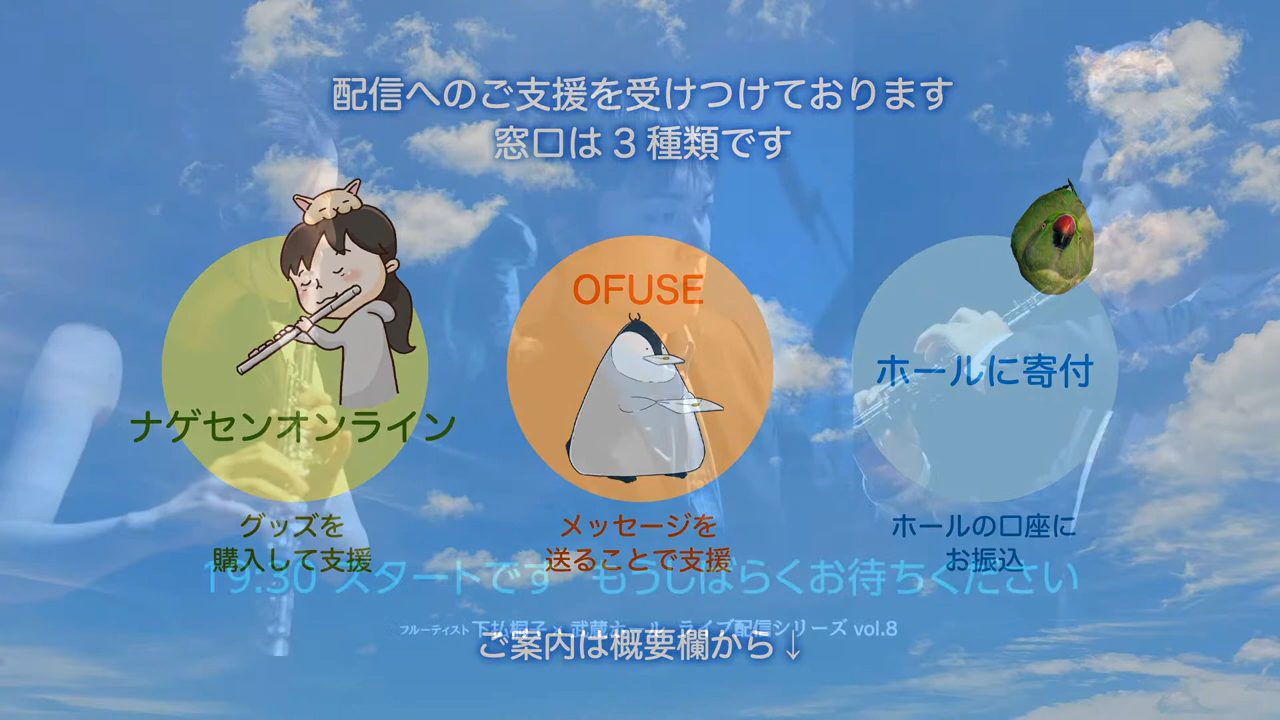 配信へのご支援を受けつけております
窓口は3種類です
ナゲセンオンライン
OFUSE
ホールに寄付
グッズを
購入して支援
メッセージを
送ることで支援
ホールの口座に
お振込
19:30 スタートです もうしばらくお待ちください
フルーティスト 下払桐子 × 武蔵ホール ライブ配信シリーズ vol.8
ご案内は概要欄から↓